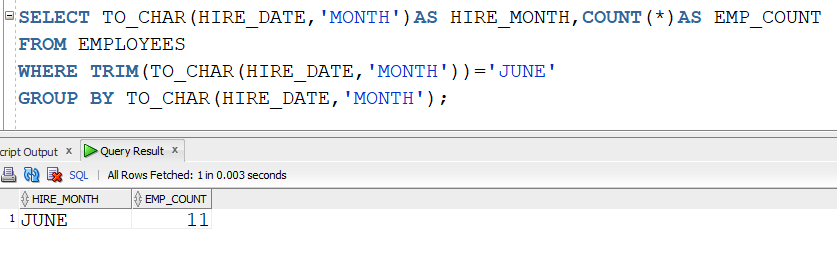 SELECT TO_CHAR(HIRE_DATE,'MONTH')AS HIRE_MONTH,COUNT(*)AS EMP_COUNT
FROM EMPLOYEES
WHERE TRIM(TO_CHAR(HIRE_DATE,'MONTH'))='JUNE'
GROUP BY TO_CHAR(HIRE_DATE,'MONTH');
cript Output x Query Result x
SQL | All Rows Fetched: 1 in 0.003 seconds
HIRE_MONTH EMP_COUNT
1 JUNE 11